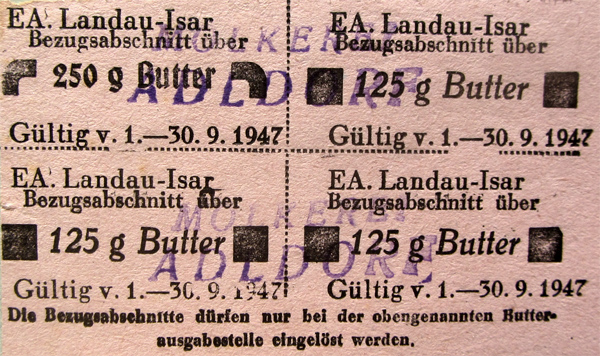 EA. Landau-Isar
Bezugsabschnitt über
250 g Butter
Gültig v. 1.—30. 9. 1947
EA. Landau-Isar
Bezugsabschnitt über
125 g Butter
Gültig v. 1.—30. 9. 1947
MOLKEREI
ADLDORF
EA. Landau-Isar
Bezugsabschnitt über
125 g Butter
Gültig v. 1.—30. 9. 1947
EA. Landau-Isar
Bezugsabschnitt über
125 g Butter
Gültig v. 1.—30. 9. 1947
MOLKEREI
ADLDORF
Die Bezugsabschnitte dürfen nur bei der obengenannten Butter-
ausgabestelle eingelöst werden.